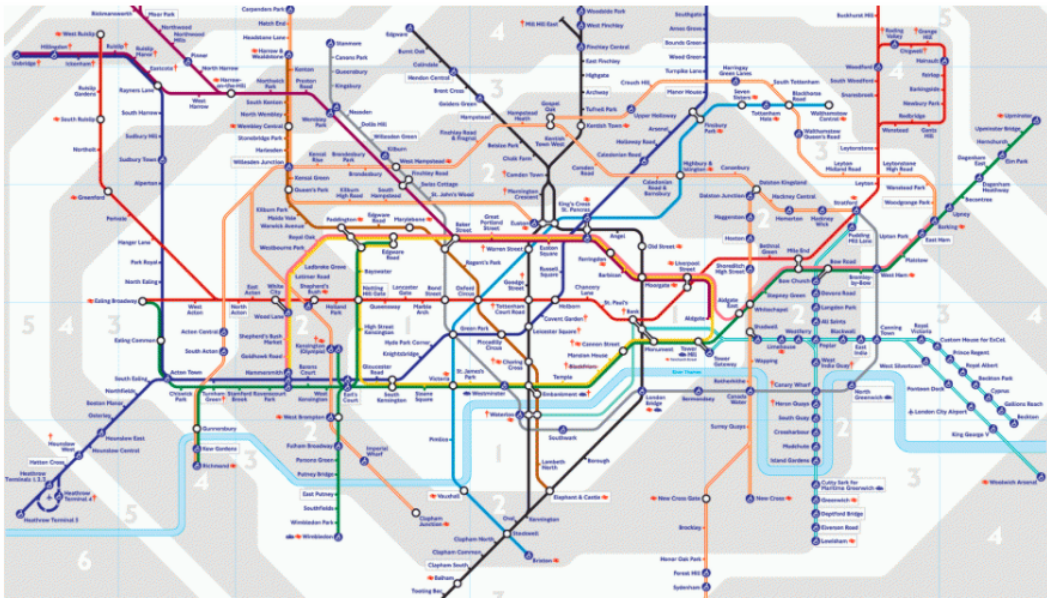 Rickmansworth
Moor Park
Carpenders Park
Hatch End
Headstone Lane
Edgware
Burnt Oak
Colindale
Hendon Central
Brent Cross
Golders Green
Hampstead
Mill Hill East
Woodside Park
West Finchley
Finchley Central
East Finchley
Highgate
Archway
Tufnell Park
Southgate
Arnos Grove
Bounds Green
Wood Green
Turnpike Lane
Manor House
Buckhurst Hill
Roding
Valley
Chigwell
Grange
Hill
Hainault
Fairlop
Barkingside
Newbury Park
Redbridge
Gants
Hill
Wanstead
Woodford
South Woodford
Snaresbrook
Leytonstone
Leyton
West Ruislip
Northwood
Northwood
Hills
Pinner
North Harrow
Harrow-
on-the-Hill
Harrow &
Wealdstone
Stanmore
Canons Park
Queensbury
Kingsbury
Hillingdon
Uxbridge
Ickenham
Ruislip
Ruislip
Manor
Eastcote
Rayners Lane
West
Harrow
Northwick
Park
Preston
Road
Kenton
South Kenton
North Wembley
Wembley Central
Stonebridge Park
Harlesden
Willesden Junction
Wembley
Park
Neasden
Dollis Hill
Willesden Green
Kilburn
West Hampstead
Ruislip
Gardens
South Ruislip
Northolt
Greenford
Perivale
Hanger Lane
South Harrow
Sudbury Hill
Sudbury Town
Alperton
Park Royal
North Ealing
Ealing Broadway
Ealing Common
Kensal
Rise
Brondesbury
Park
Brondesbury
Kensal Green
Queen's Park
Kilburn
High Road
South
Hampstead
Finchley Road
Swiss Cottage
St. John's Wood
Finchley Road
& Frognal
Hampstead
Heath
Gospel
Oak
Kentish Town
Kentish
Town West
Belsize Park
Chalk Farm
Camden Town
Camden
Road
Mornington
Crescent
Crouch Hill
Upper Holloway
Harringay
Green Lanes
South Tottenham
Seven
Sisters
Tottenham
Hale
Blackhorse
Road
Walthamstow
Central
Walthamstow
Queen's Road
Leyton
Midland Road
Leytonstone
High Road
Wanstead Park
Woodgrange Park
Finsbury
Park
Arsenal
Holloway Road
Caledonian Road
Caledonian
Road &
Barnsbury
Highbury &
Islington
Canonbury
Dalston Junction
Dalston Kingsland
Hackney Central
Homerton
Hackney
Wick
Stratford
Haggerston
Hoxton
Shoreditch
High Street
Bethnal
Green
Mile End
Pudding
Mill Lane
Bow Road
Bow Church
Bromley-
by-Bow
Upminster
Upminster Bridge
Hornchurch
Elm Park
Dagenham
East
Dagenham
Heathway
Becontree
Upney
Barking
East Ham
Upton Park
Plaistow
West Ham
Kilburn Park
Maida Vale
Warwick Avenue
Royal Oak
Westbourne Park
Ladbroke Grove
Latimer Road
Paddington
Edgware
Road
Marylebone
Edgware
Road
Baker
Street
Great
Portland
Street
Regent's Park
Warren Street
Euston
Euston
Square
King's Cross
St. Pancras
Angel
Old Street
Farringdon
Barbican
Moorgate
Liverpool
Street
Aldgate
East
Aldgate
Whitechapel
Stepney Green
Bayswater
Notting
Hill Gate
Lancaster
Gate
Queensway
Marble
Arch
Bond
Street
Oxford
Circus
Goodge
Street
Russell
Square
Tottenham
Court Road
Holborn
Chancery
Lane
St. Paul's
Bank
Covent Garden
Leicester Square
Cannon Street
Mansion House
Blackfriars
Temple
Monument
Tower
Hill
Tower
Gateway
East
Acton
West
Acton
North
Acton
White
City
Shepherd's
Bush
Holland
Park
Wood Lane
Shepherd's Bush
Market
Goldhawk Road
Hammersmith
Kensington
(Olympia)
High Street
Kensington
Hyde Park Corner
Knightsbridge
Green Park
Piccadilly
Circus
Charing
Cross
St. James's
Park
Victoria
Westminster
Embankment
Waterloo
Southwark
London
Bridge
Bermondsey
Canada
Water
Rotherhithe
Wapping
Shadwell
Limehouse
Westferry
Poplar
Blackwall
East
India
Canning
Town
Royal
Victoria
Custom House for ExCeL
Prince Regent
Royal Albert
Beckton Park
Cyprus
Gallions Reach
Beckton
Devons Road
Langdon Park
All Saints
West
India Quay
Canary Wharf
Heron Quays
South Quay
Crossharbour
Mudchute
Island Gardens
North
Greenwich
West Silvertown
Pontoon Dock
London City Airport
King George V
Woolwich Arsenal
River Thames
Acton Central
South Acton
South Ealing
Acton Town
Northfields
Boston Manor
Osterley
Hounslow East
Hounslow Central
Hounslow
West
Hatton Cross
Heathrow
Terminals 1, 2, 3
Heathrow
Terminal 4
Heathrow Terminal 5
Chiswick
Park
Turnham
Green
Stamford
Brook
Ravenscourt
Park
Barons
Court
Earl's
Court
Gloucester
Road
South
Kensington
Sloane
Square
Gunnersbury
Kew Gardens
Richmond
West Brompton
Fulham Broadway
Parsons Green
Putney Bridge
East Putney
Southfields
Wimbledon Park
Wimbledon
Imperial
Wharf
Clapham
Junction
Pimlico
Vauxhall
Lambeth
North
Borough
Elephant & Castle
Kennington
Oval
Stockwell
Brixton
Clapham North
Clapham Common
Clapham South
Balham
Tooting Bec
Surrey Quays
New Cross Gate
New Cross
Brockley
Honor Oak Park
Forest Hill
Sydenham
Cutty Sark for
Maritime Greenwich
Greenwich
Deptford Bridge
Elverson Road
Lewisham
1
2
3
4
5
6